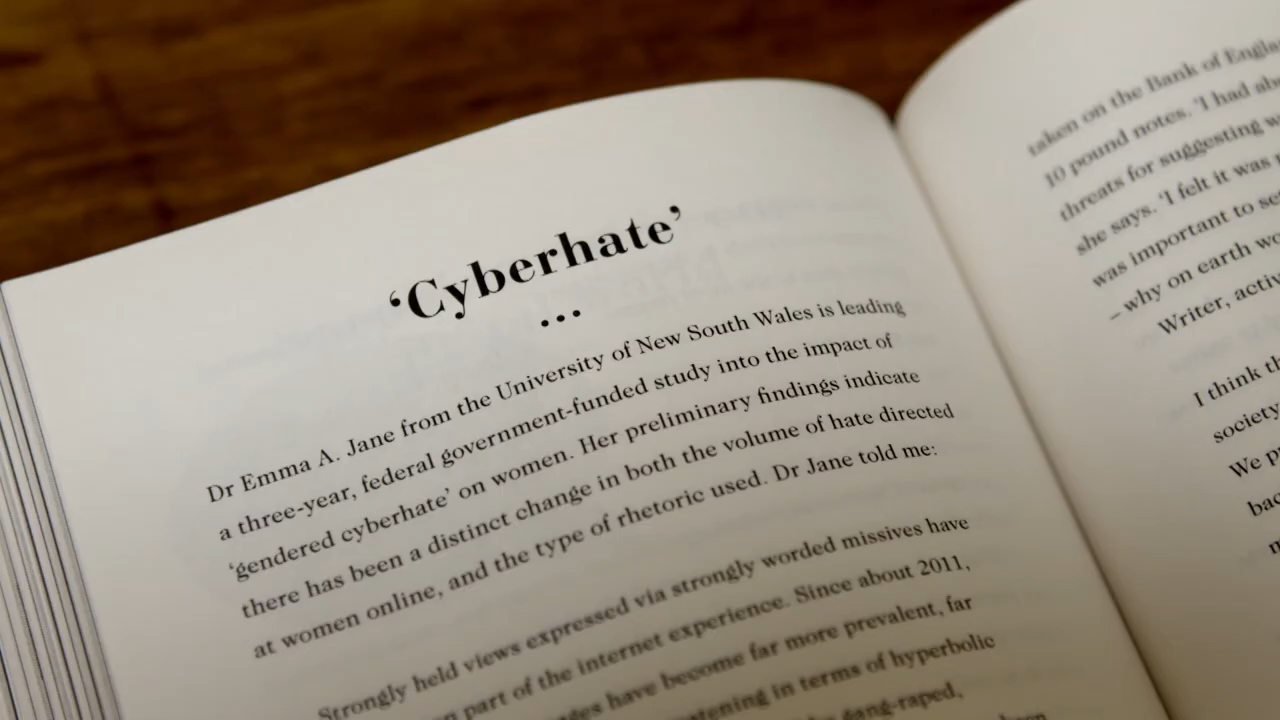 ‘Cyberhate’
...
Dr Emma A. Jane from the University of New South Wales is leading
a three-year, federal government-funded study into the impact of
‘gendered cyberhate’ on women. Her preliminary findings indicate
there has been a distinct change in both the volume of hate directed
at women online, and the type of rhetoric used. Dr Jane told me:
Strongly held views expressed via strongly worded missives have
part of the internet experience. Since about 2011,
have become far more prevalent, far
in terms of hyperbolic
gang-raped,
taken on the Bank of
10 pound notes. ‘I had
threats for suggesting
she says. ‘I felt it was
was important to
– why on earth
Writer,
I think
society
We